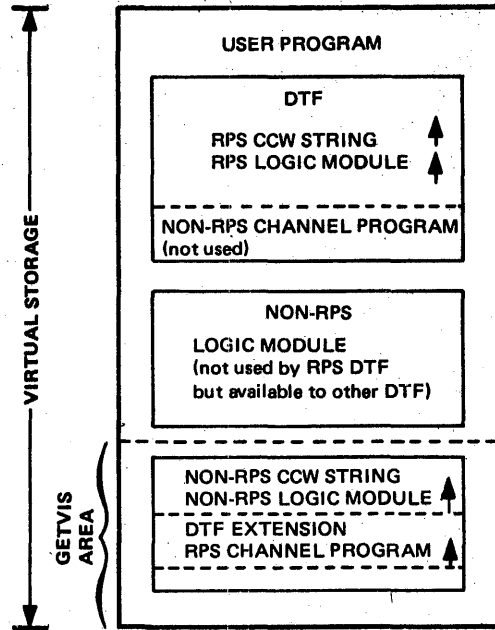 USER PROGRAM
DTF
RPS CCW STRING
RPS LOGIC MODULE
NON-RPS CHANNEL PROGRAM
(not used)
NON-RPS
LOGIC MODULE
(not used by RPS DTF
but available to other DTF)
NON-RPS CCW STRING
NON-RPS LOGIC MODULE
DTF EXTENSION
RPS CHANNEL PROGRAM
VIRTUAL STORAGE
GETVIS
AREA